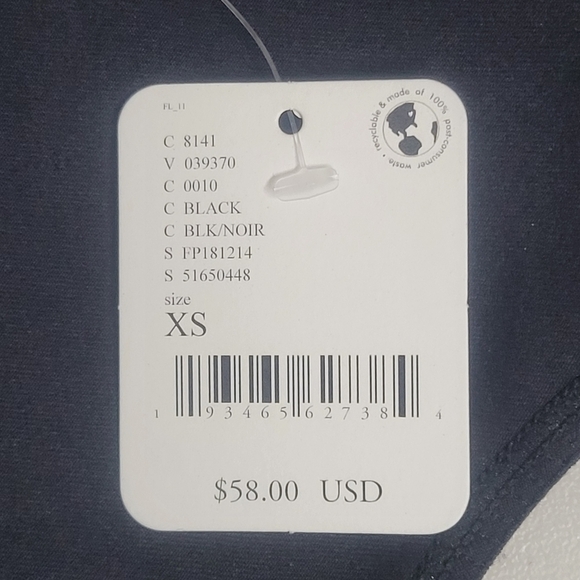 FL_11
recyclable & made of 100% post-consumer waste •
C 8141
V 039370
C 0010
C BLACK
C BLK/NOIR
S FP181214
S 51650448
size
XS
1 93465 62738 4
$58.00 USD